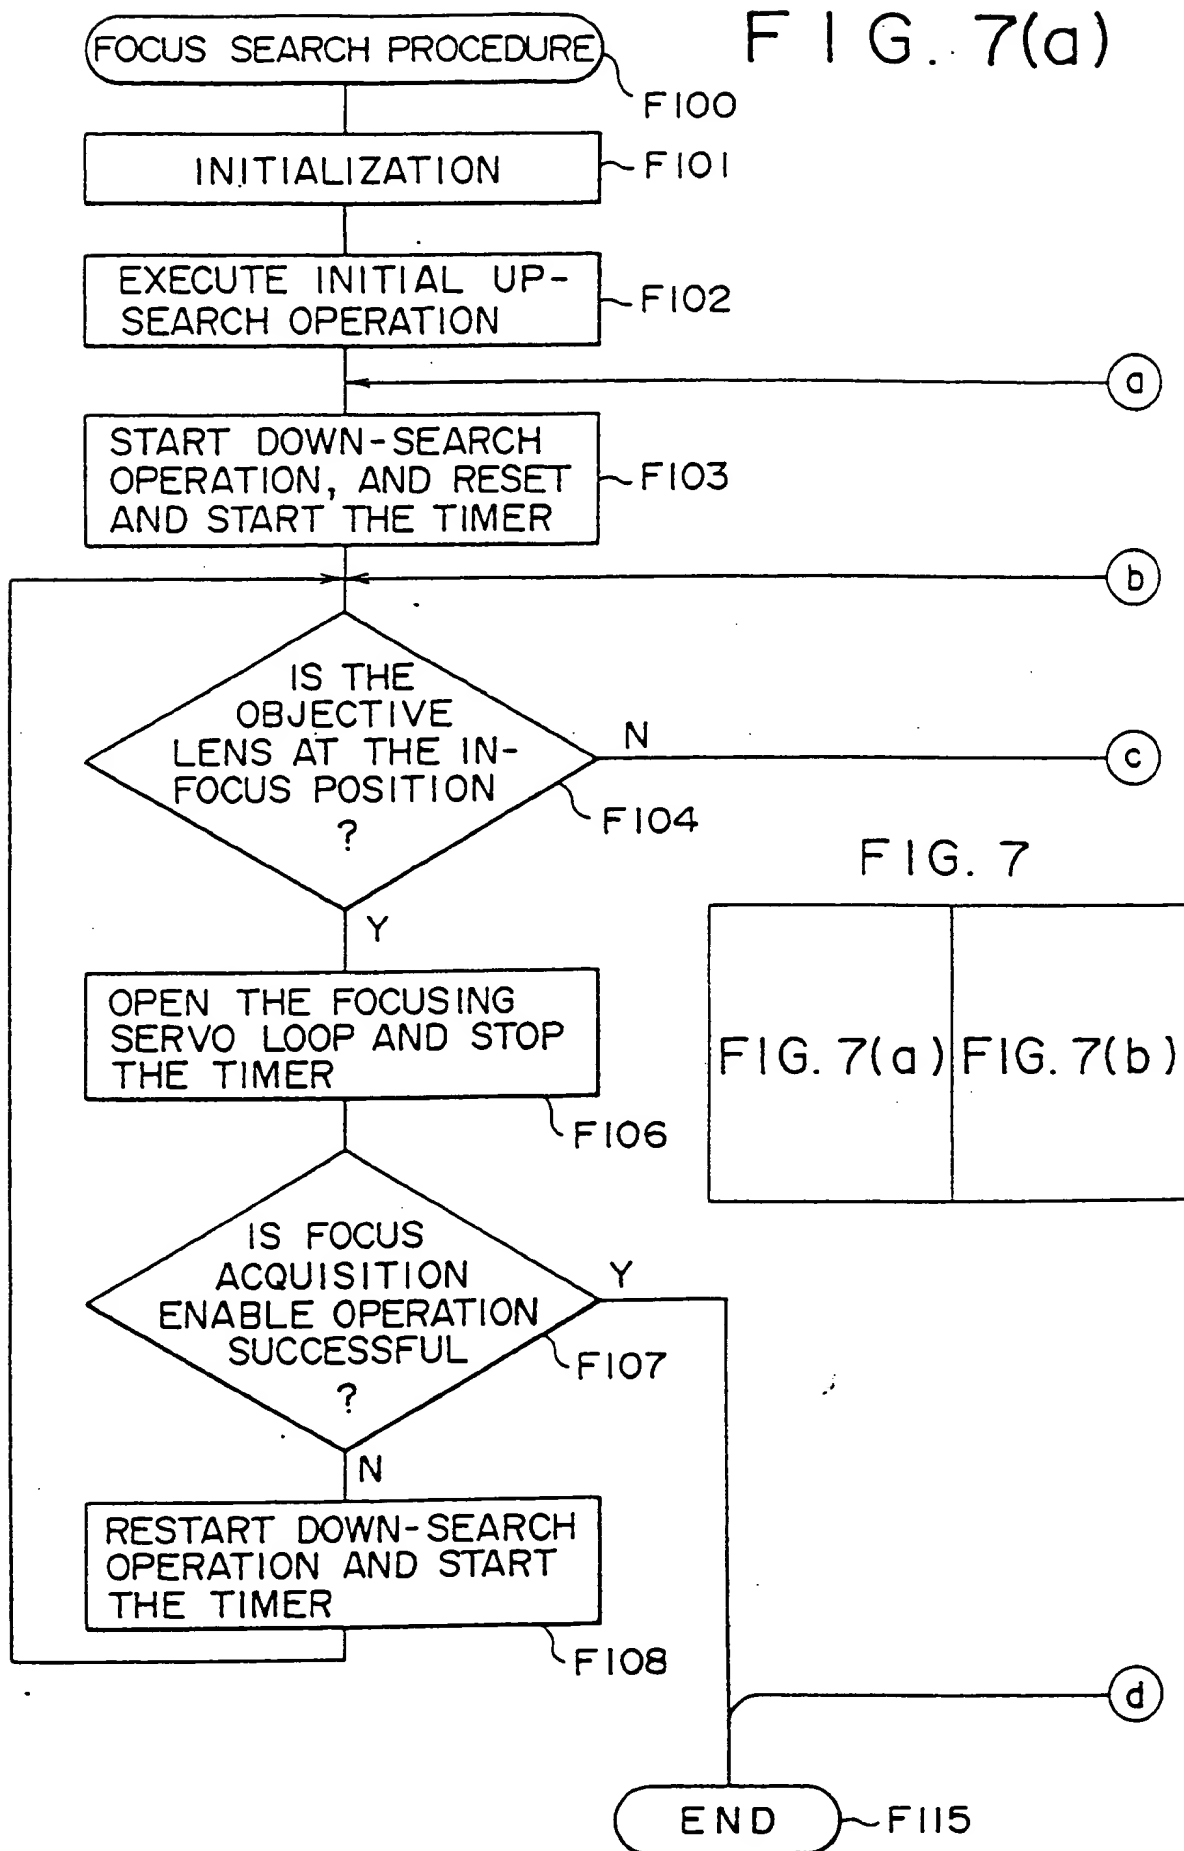 FIG. 7(a)
FOCUS SEARCH PROCEDURE
F100
INITIALIZATION
F101
EXECUTE INITIAL UP-
SEARCH OPERATION
F102
a
START DOWN-SEARCH
OPERATION, AND RESET
AND START THE TIMER
F103
b
IS THE
OBJECTIVE
LENS AT THE IN-
FOCUS POSITION
?
N
c
F104
Y
FIG. 7
FIG. 7(a)
FIG. 7(b)
OPEN THE FOCUSING
SERVO LOOP AND STOP
THE TIMER
F106
IS FOCUS
ACQUISITION
ENABLE OPERATION
SUCCESSFUL
?
Y
F107
N
RESTART DOWN-SEARCH
OPERATION AND START
THE TIMER
F108
d
END
F115